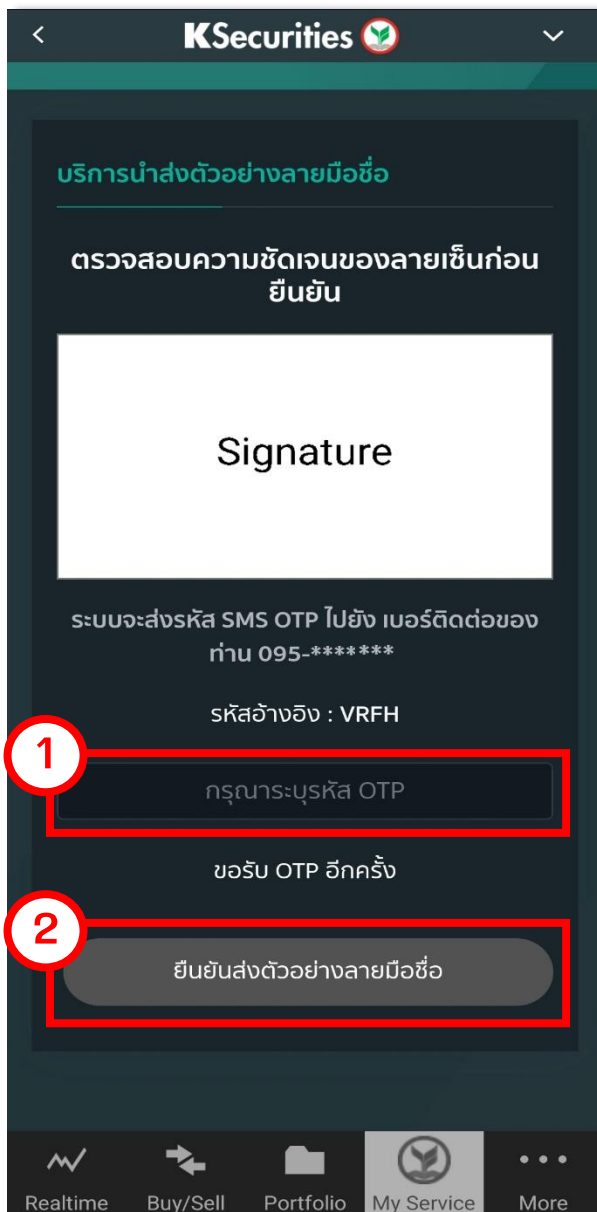 KSecurities
บริการนำส่งตัวอย่างลายมือชื่อ
ตรวจสอบความชัดเจนของลายเซ็นก่อน
ยืนยัน
Signature
ระบบจะส่งรหัส SMS OTP ไปยัง เบอร์ติดต่อของ
ท่าน 095-*******
รหัสอ้างอิง : VRFH
1
กรุณาระบุรหัส OTP
ขอรับ OTP อีกครั้ง
2
ยืนยันส่งตัวอย่างลายมือชื่อ
Realtime Buy/Sell Portfolio My Service More